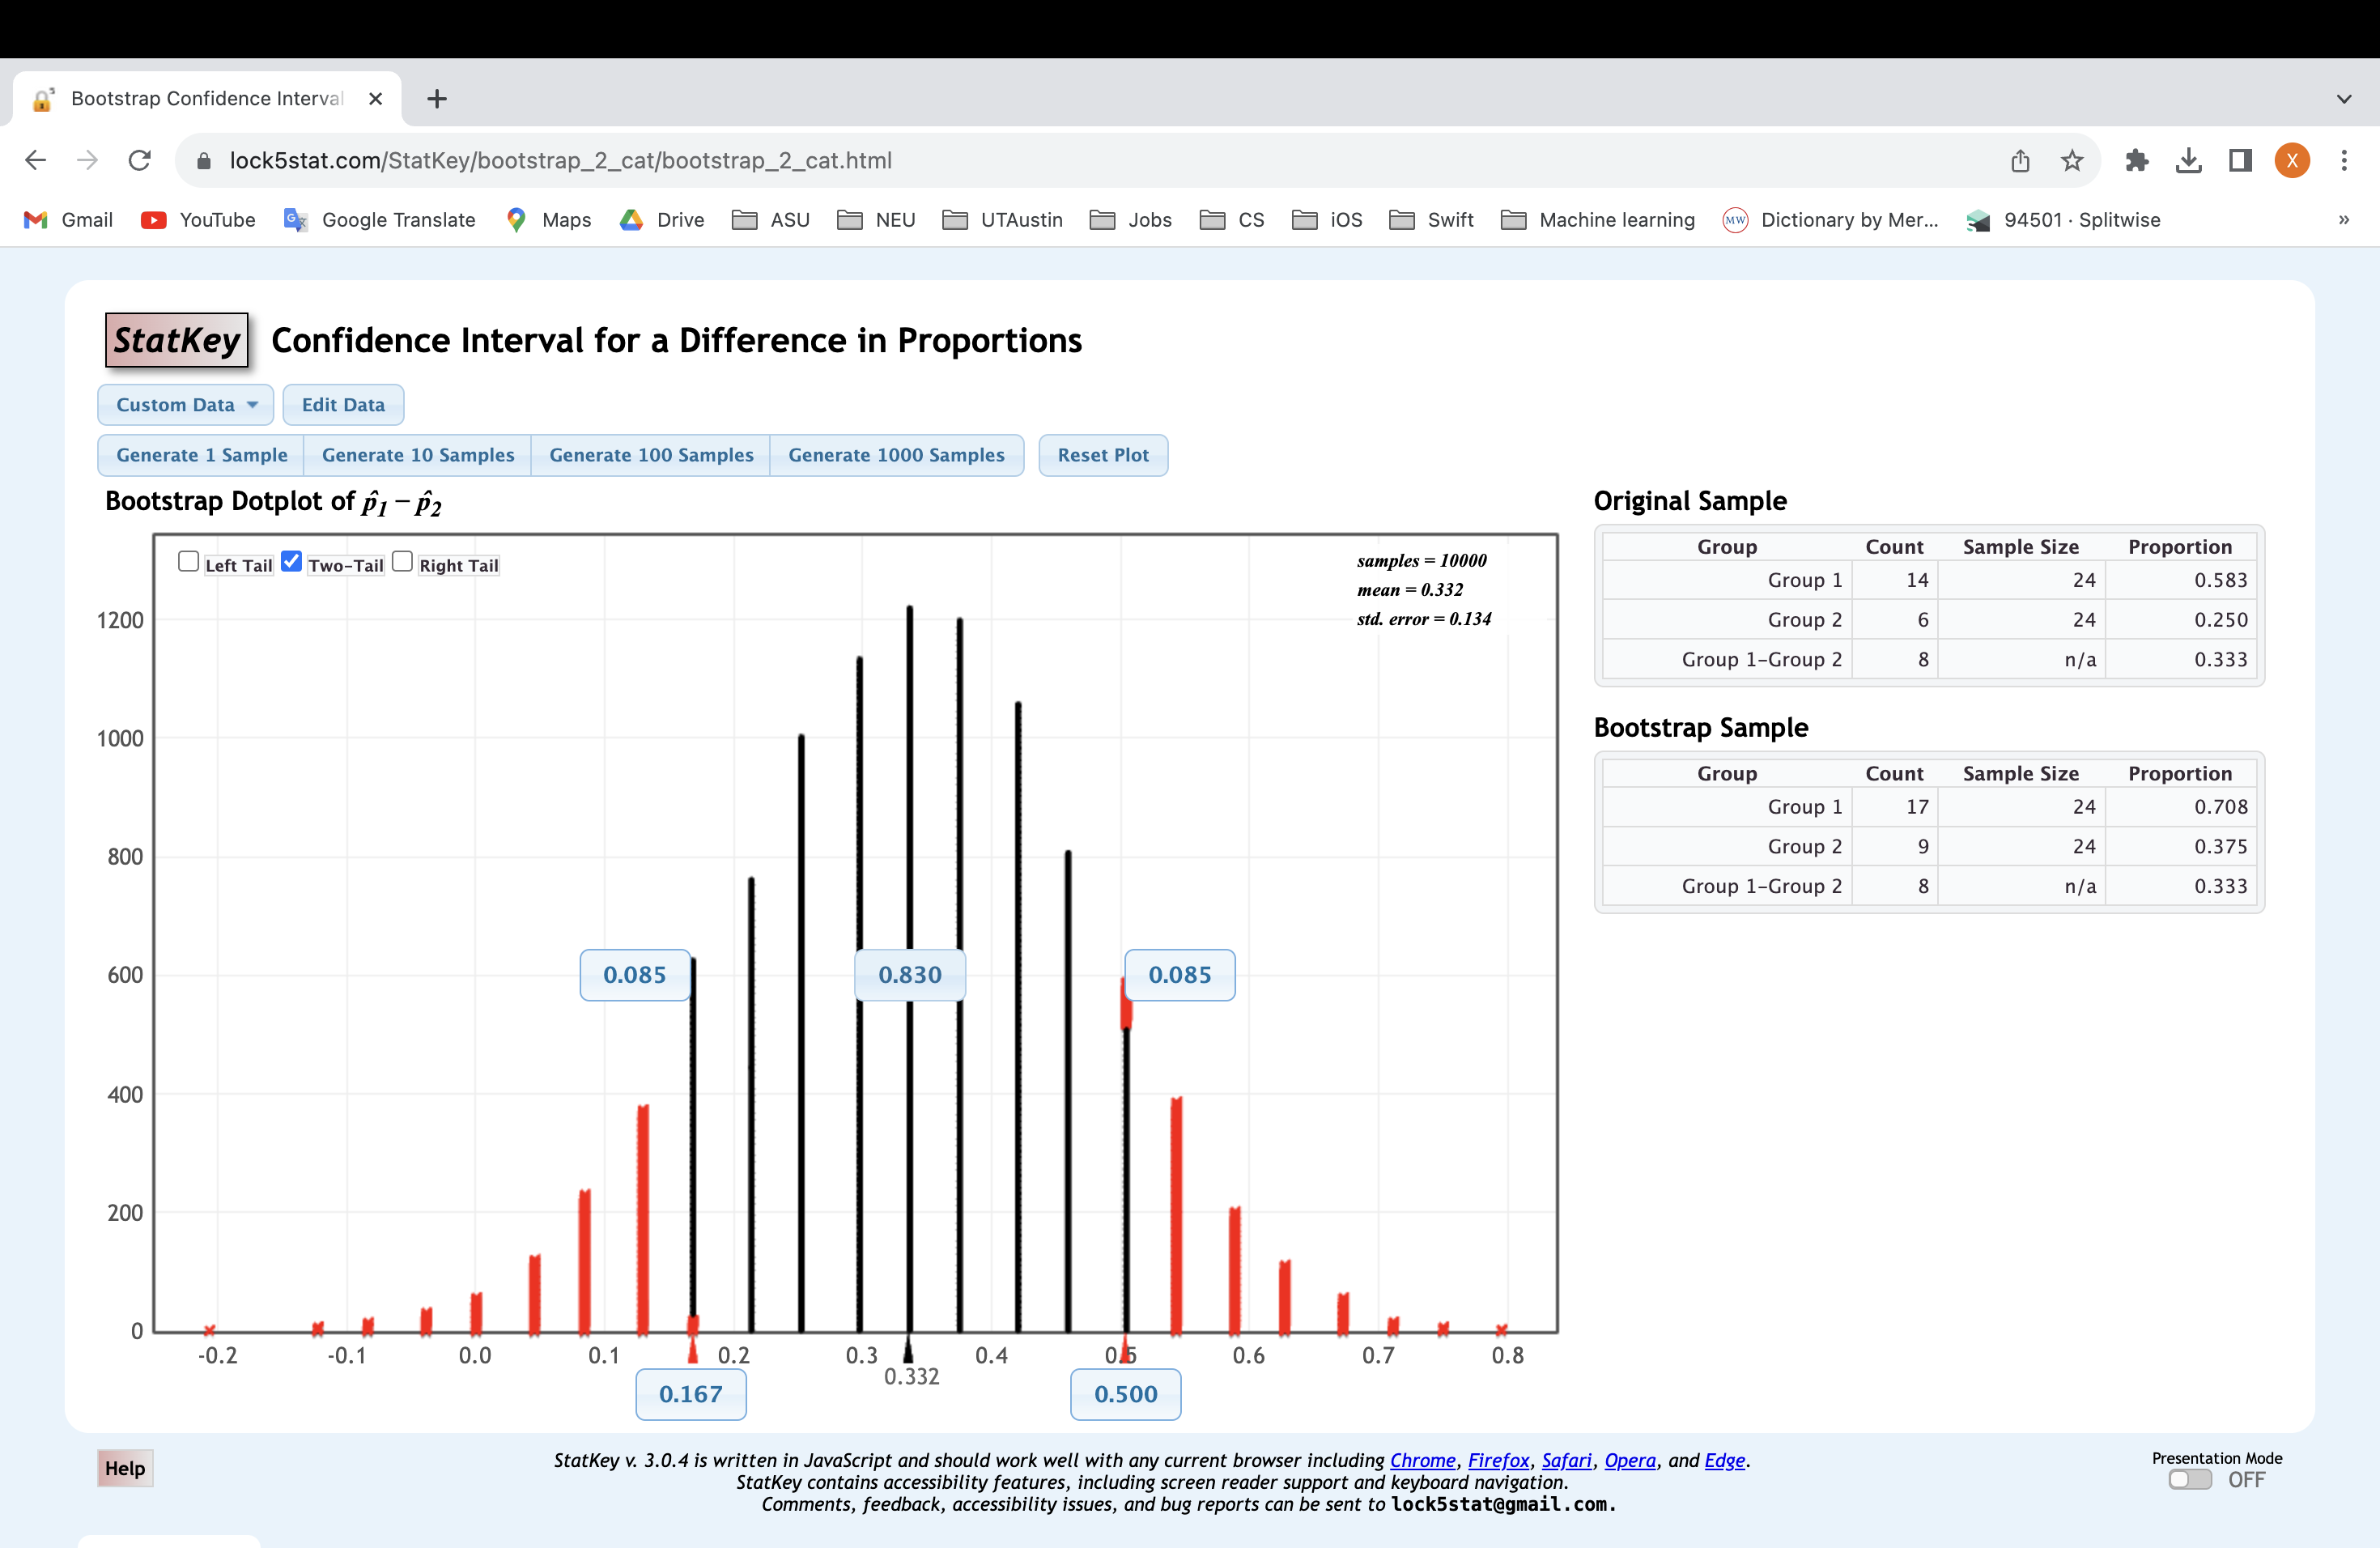 Bootstrap Confidence Interval
lock5stat.com/StatKey/bootstrap_2_cat/bootstrap_2_cat.html
X
Gmail YouTube Google Translate Maps Drive ASU NEU UTAustin Jobs CS iOS Swift Machine learning MW Dictionary by Mer... 94501 · Splitwise »
StatKey Confidence Interval for a Difference in Proportions
Custom Data Edit Data
Generate 1 Sample Generate 10 Samples Generate 100 Samples Generate 1000 Samples Reset Plot
Bootstrap Dotplot of p̂₁ − p̂₂
Left Tail Two-Tail Right Tail
samples = 10000
mean = 0.332
std. error = 0.134
1200
1000
800
600
400
200
0
0.085 0.830 0.085
-0.2 -0.1 0.0 0.1 0.2 0.3 0.4 0.5 0.6 0.7 0.8
0.332
0.167 0.500
Original Sample
Group Count Sample Size Proportion
Group 1 14 24 0.583
Group 2 6 24 0.250
Group 1-Group 2 8 n/a 0.333
Bootstrap Sample
Group Count Sample Size Proportion
Group 1 17 24 0.708
Group 2 9 24 0.375
Group 1-Group 2 8 n/a 0.333
Help
StatKey v. 3.0.4 is written in JavaScript and should work well with any current browser including Chrome, Firefox, Safari, Opera, and Edge.
StatKey contains accessibility features, including screen reader support and keyboard navigation.
Comments, feedback, accessibility issues, and bug reports can be sent to lock5stat@gmail.com.
Presentation Mode
OFF